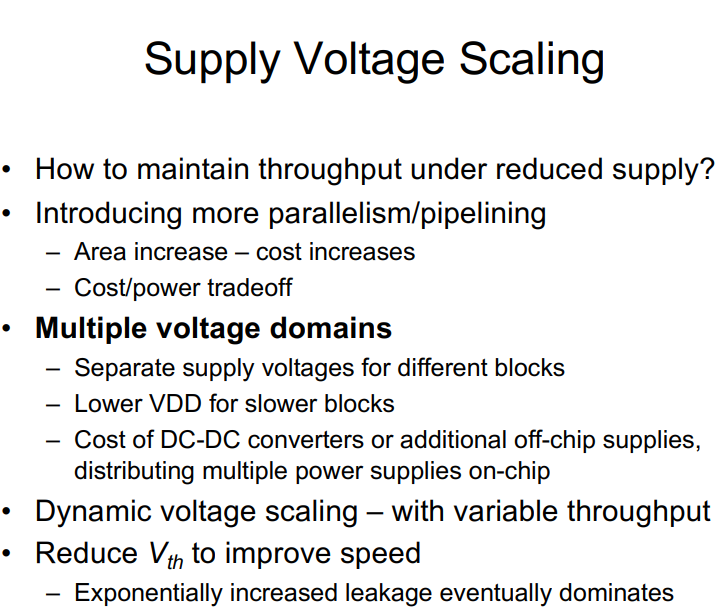 Supply Voltage Scaling
• How to maintain throughput under reduced supply?
• Introducing more parallelism/pipelining
– Area increase – cost increases
– Cost/power tradeoff
• Multiple voltage domains
– Separate supply voltages for different blocks
– Lower VDD for slower blocks
– Cost of DC-DC converters or additional off-chip supplies,
distributing multiple power supplies on-chip
• Dynamic voltage scaling – with variable throughput
• Reduce Vth to improve speed
– Exponentially increased leakage eventually dominates